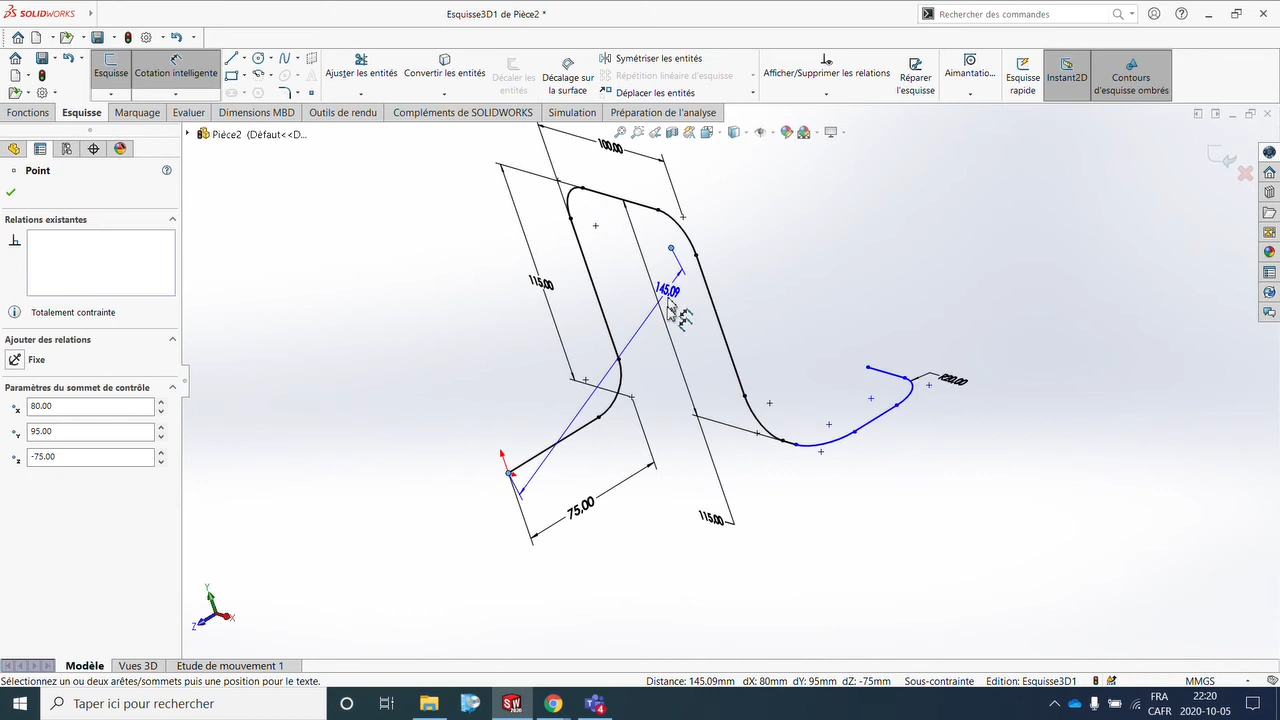 SOLIDWORKS
Esquisse3D1 de Pièce2 *
Rechercher des commandes
Esquisse
Cotation intelligente
Ajuster les entités
Convertir les entités
Décaler les entités
Décalage sur la surface
Symétriser les entités
Répétition linéaire d'esquisse
Déplacer les entités
Afficher/Supprimer les relations
Réparer l'esquisse
Aimantatio...
Esquisse rapide
Instant2D
Contours d'esquisse ombrés
Fonctions
Esquisse
Marquage
Evaluer
Dimensions MBD
Outils de rendu
Compléments de SOLIDWORKS
Simulation
Préparation de l'analyse
Pièce2 (Défaut<<D...
Point
Relations existantes
Totalement contrainte
Ajouter des relations
Fixe
Paramètres du sommet de contrôle
x
80.00
Y
95.00
z
-75.00
100.00
115.00
145.09
75,00
115.00
Y
Z
X
Modèle
Vues 3D
Etude de mouvement 1
Sélectionnez un ou deux arêtes/sommets puis une position pour le texte.
Distance: 145.09mm dX: 80mm dY: 95mm dZ: -75mm
Sous-contrainte
Edition: Esquisse3D1
MMGS
Taper ici pour rechercher
SW
2020
FRA
CAFR
22:20
2020-10-05